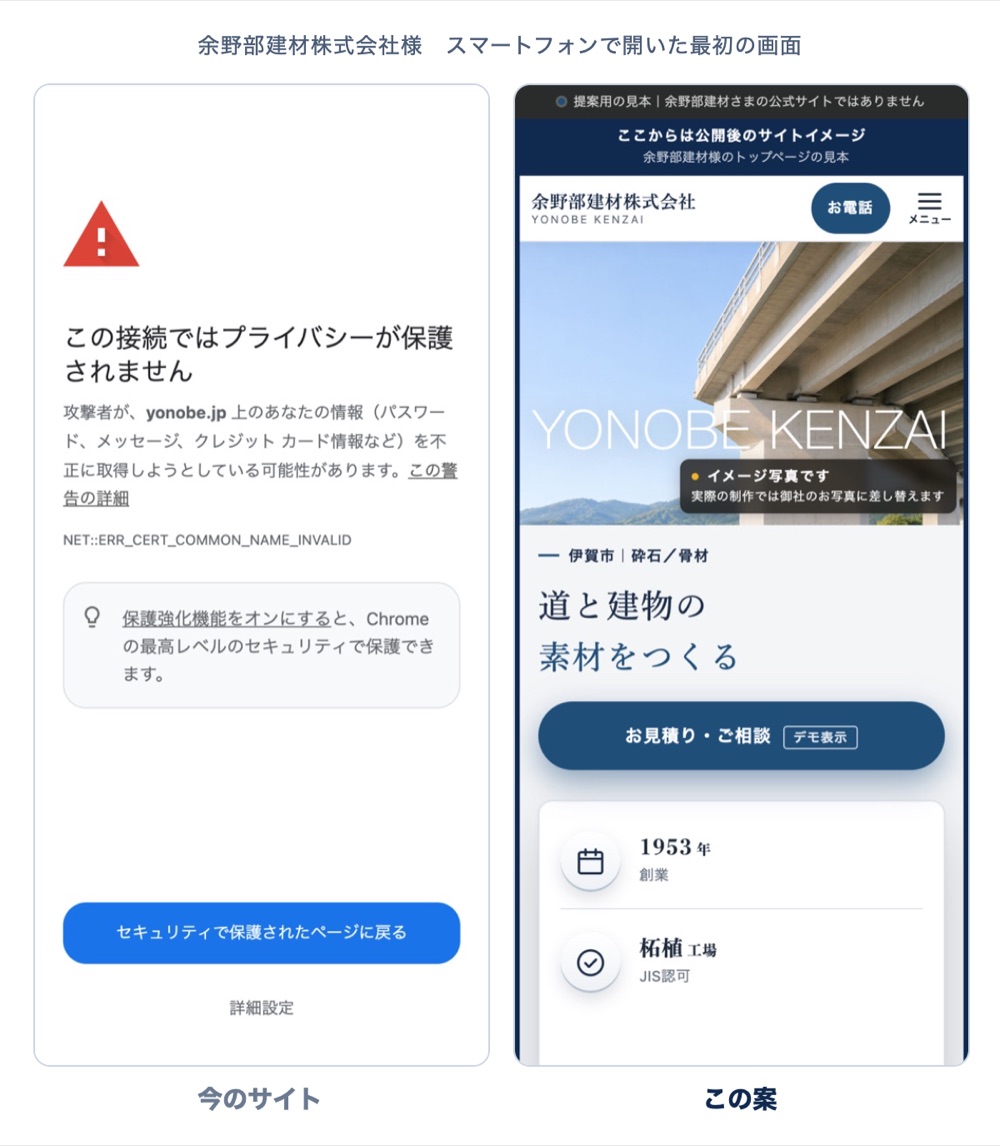 余野部建材株式会社様　スマートフォンで開いた最初の画面
この接続ではプライバシーが保護
されません
攻撃者が、yonobe.jp 上のあなたの情報（パスワー
ド、メッセージ、クレジット カード情報など）を不
正に取得しようとしている可能性があります。この警
告の詳細
NET::ERR_CERT_COMMON_NAME_INVALID
保護強化機能をオンにすると、Chrome
の最高レベルのセキュリティで保護でき
ます。
セキュリティで保護されたページに戻る
詳細設定
今のサイト
提案用の見本｜余野部建材さまの公式サイトではありません
ここからは公開後のサイトイメージ
余野部建材様のトップページの見本
余野部建材株式会社
YONOBE KENZAI
お電話
メニュー
YONOBE KENZAI
イメージ写真です
実際の制作では御社のお写真に差し替えます
伊賀市｜砕石／骨材
道と建物の
素材をつくる
お見積り・ご相談 デモ表示
1953 年
創業
柘植 工場
JIS認可
この案